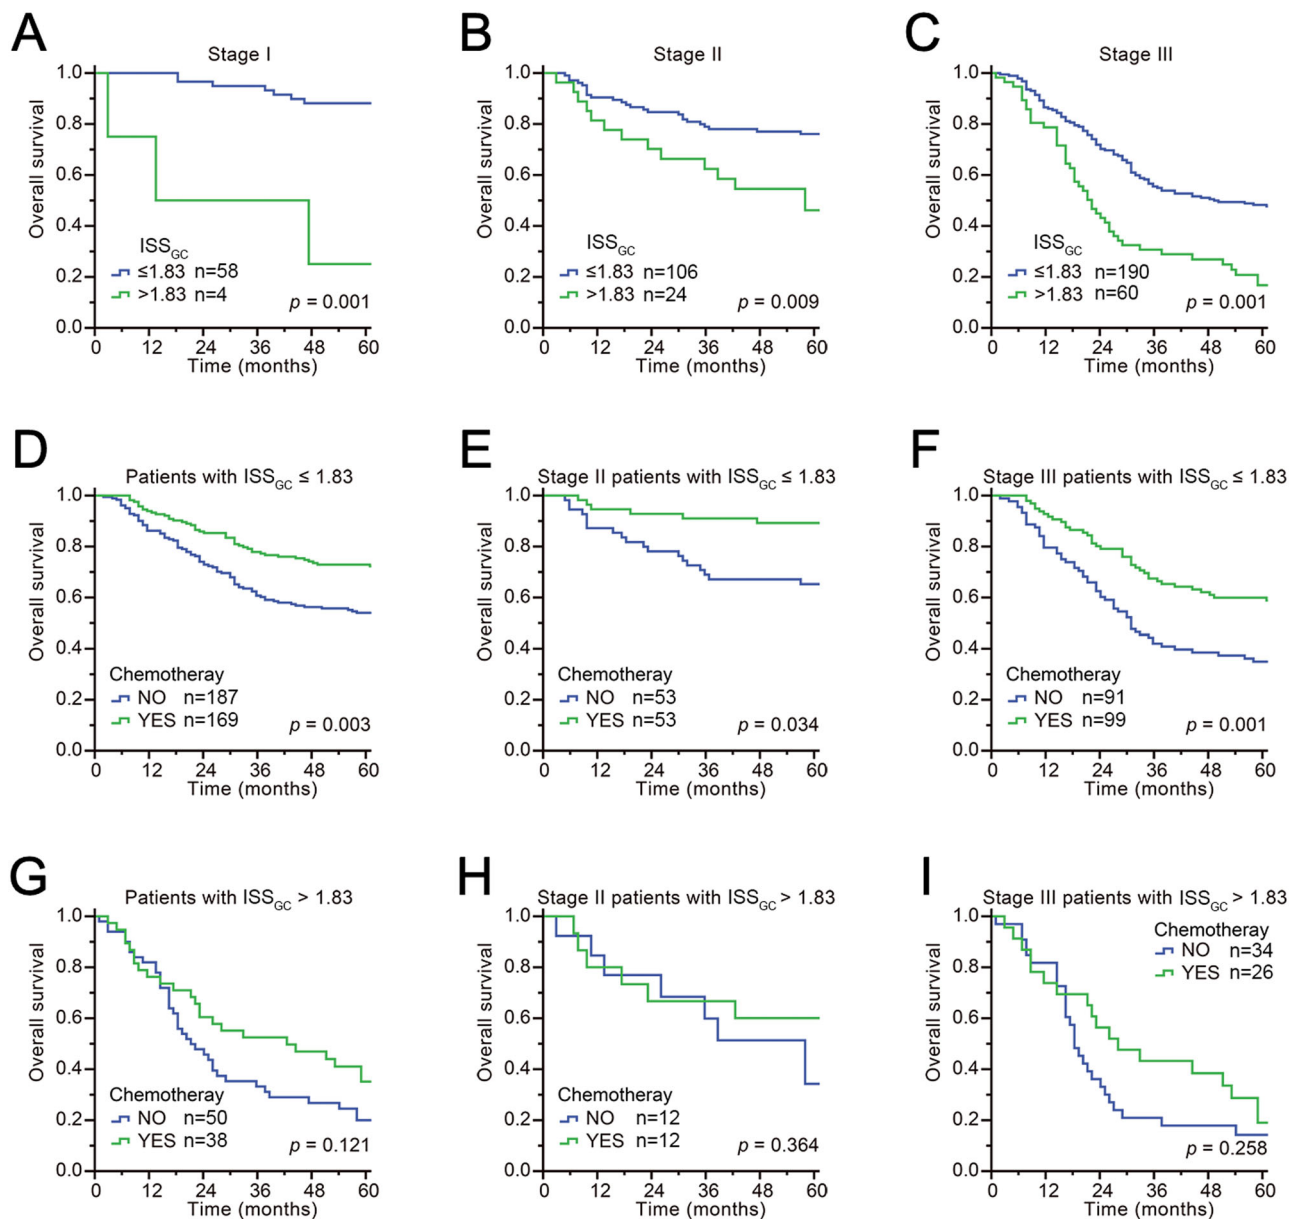 A
Stage I
Overall survival
1.0
0.8
0.6
0.4
0.2
0.0
ISSGC
≤1.83 n=58
>1.83 n=4
p = 0.001
0 12 24 36 48 60
Time (months)
B
Stage II
Overall survival
1.0
0.8
0.6
0.4
0.2
0.0
ISSGC
≤1.83 n=106
>1.83 n=24
p = 0.009
0 12 24 36 48 60
Time (months)
C
Stage III
Overall survival
1.0
0.8
0.6
0.4
0.2
0.0
ISSGC
≤1.83 n=190
>1.83 n=60
p = 0.001
0 12 24 36 48 60
Time (months)
D
Patients with ISSGC ≤ 1.83
Overall survival
1.0
0.8
0.6
0.4
0.2
0.0
Chemotheray
NO n=187
YES n=169
p = 0.003
0 12 24 36 48 60
Time (months)
E
Stage II patients with ISSGC ≤ 1.83
Overall survival
1.0
0.8
0.6
0.4
0.2
0.0
Chemotheray
NO n=53
YES n=53
p = 0.034
0 12 24 36 48 60
Time (months)
F
Stage III patients with ISSGC ≤ 1.83
Overall survival
1.0
0.8
0.6
0.4
0.2
0.0
Chemotheray
NO n=91
YES n=99
p = 0.001
0 12 24 36 48 60
Time (months)
G
Patients with ISSGC > 1.83
Overall survival
1.0
0.8
0.6
0.4
0.2
0.0
Chemotheray
NO n=50
YES n=38
p = 0.121
0 12 24 36 48 60
Time (months)
H
Stage II patients with ISSGC > 1.83
Overall survival
1.0
0.8
0.6
0.4
0.2
0.0
Chemotheray
NO n=12
YES n=12
p = 0.364
0 12 24 36 48 60
Time (months)
I
Stage III patients with ISSGC > 1.83
Overall survival
1.0
0.8
0.6
0.4
0.2
0.0
Chemotheray
NO n=34
YES n=26
p = 0.258
0 12 24 36 48 60
Time (months)